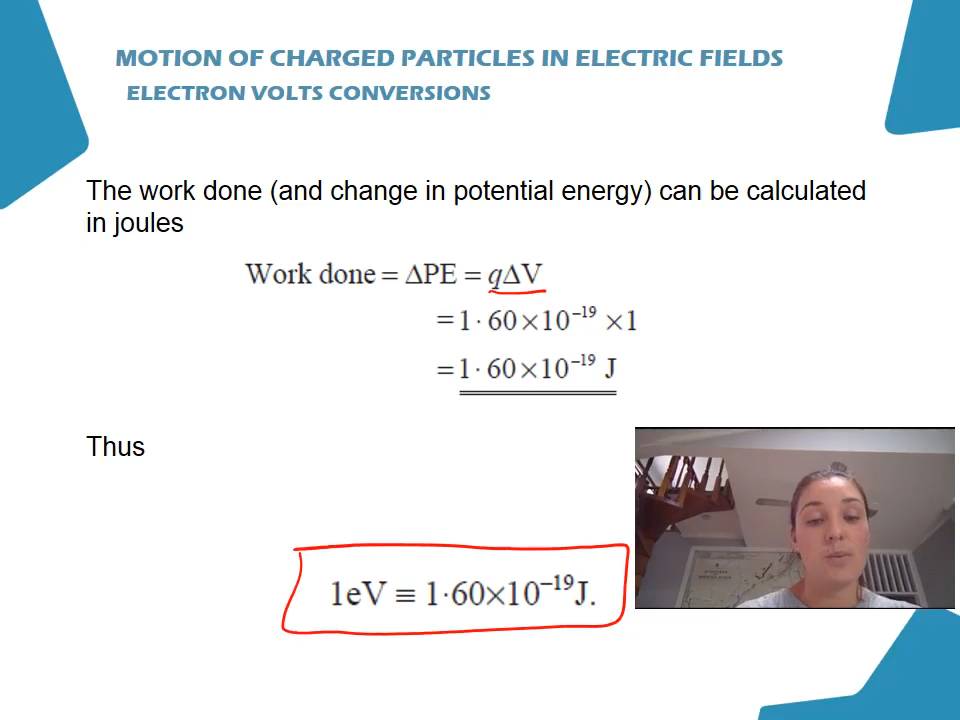 MOTION OF CHARGED PARTICLES IN ELECTRIC FIELDS
ELECTRON VOLTS CONVERSIONS
The work done (and change in potential energy) can be calculated
in joules
Work done = ΔPE = qΔV
= 1·60×10⁻¹⁹ ×1
= 1·60×10⁻¹⁹ J
Thus
1eV ≡ 1·60×10⁻¹⁹J.